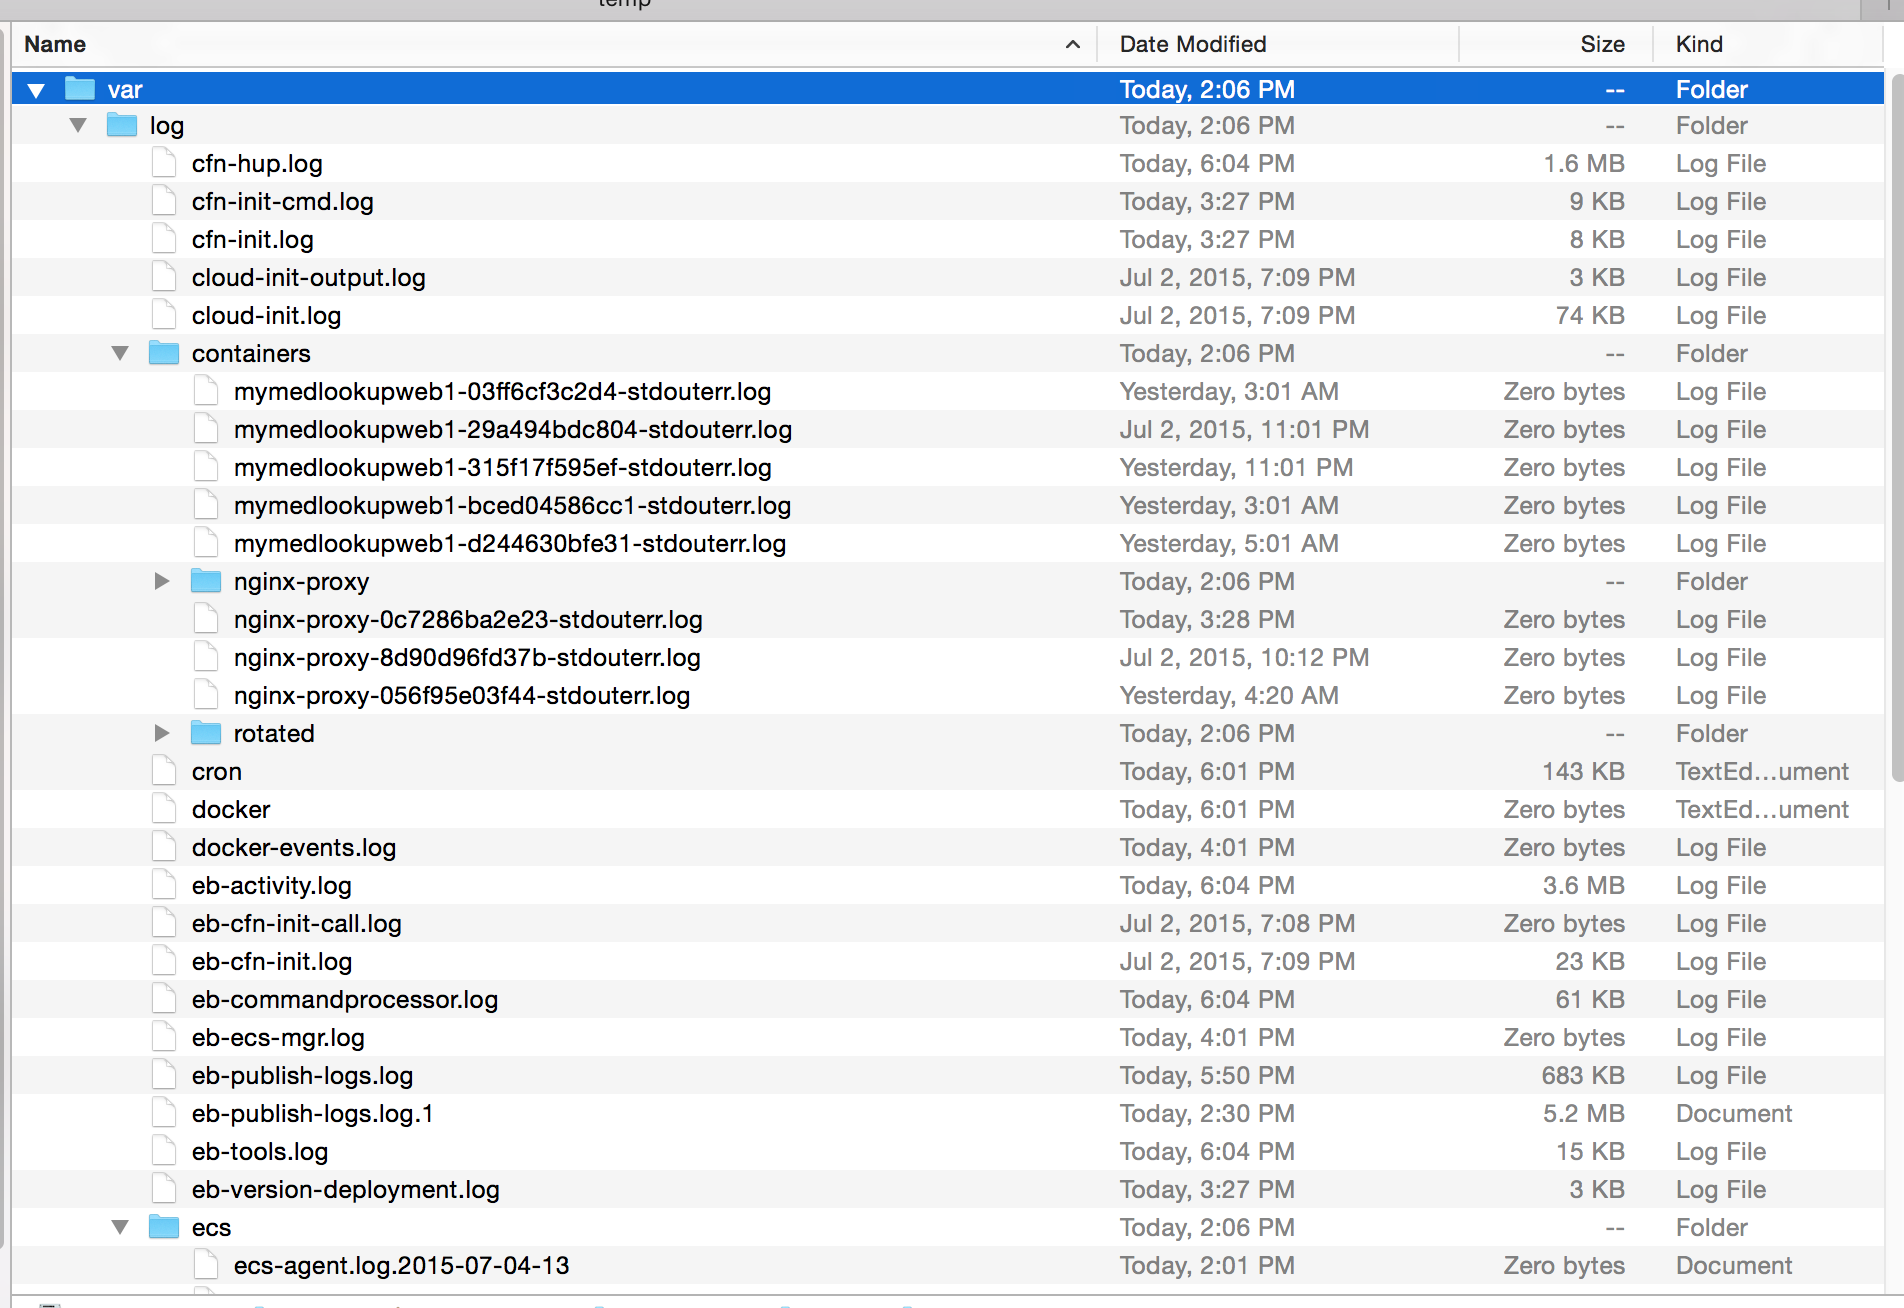 temp
Name Date Modified Size Kind
var Today, 2:06 PM -- Folder
log Today, 2:06 PM -- Folder
cfn-hup.log Today, 6:04 PM 1.6 MB Log File
cfn-init-cmd.log Today, 3:27 PM 9 KB Log File
cfn-init.log Today, 3:27 PM 8 KB Log File
cloud-init-output.log Jul 2, 2015, 7:09 PM 3 KB Log File
cloud-init.log Jul 2, 2015, 7:09 PM 74 KB Log File
containers Today, 2:06 PM -- Folder
mymedlookupweb1-03ff6cf3c2d4-stdouterr.log Yesterday, 3:01 AM Zero bytes Log File
mymedlookupweb1-29a494bdc804-stdouterr.log Jul 2, 2015, 11:01 PM Zero bytes Log File
mymedlookupweb1-315f17f595ef-stdouterr.log Yesterday, 11:01 PM Zero bytes Log File
mymedlookupweb1-bced04586cc1-stdouterr.log Yesterday, 3:01 AM Zero bytes Log File
mymedlookupweb1-d244630bfe31-stdouterr.log Yesterday, 5:01 AM Zero bytes Log File
nginx-proxy Today, 2:06 PM -- Folder
nginx-proxy-0c7286ba2e23-stdouterr.log Today, 3:28 PM Zero bytes Log File
nginx-proxy-8d90d96fd37b-stdouterr.log Jul 2, 2015, 10:12 PM Zero bytes Log File
nginx-proxy-056f95e03f44-stdouterr.log Yesterday, 4:20 AM Zero bytes Log File
rotated Today, 2:06 PM -- Folder
cron Today, 6:01 PM 143 KB TextEd...ument
docker Today, 6:01 PM Zero bytes TextEd...ument
docker-events.log Today, 4:01 PM Zero bytes Log File
eb-activity.log Today, 6:04 PM 3.6 MB Log File
eb-cfn-init-call.log Jul 2, 2015, 7:08 PM Zero bytes Log File
eb-cfn-init.log Jul 2, 2015, 7:09 PM 23 KB Log File
eb-commandprocessor.log Today, 6:04 PM 61 KB Log File
eb-ecs-mgr.log Today, 4:01 PM Zero bytes Log File
eb-publish-logs.log Today, 5:50 PM 683 KB Log File
eb-publish-logs.log.1 Today, 2:30 PM 5.2 MB Document
eb-tools.log Today, 6:04 PM 15 KB Log File
eb-version-deployment.log Today, 3:27 PM 3 KB Log File
ecs Today, 2:06 PM -- Folder
ecs-agent.log.2015-07-04-13 Today, 2:01 PM Zero bytes Document